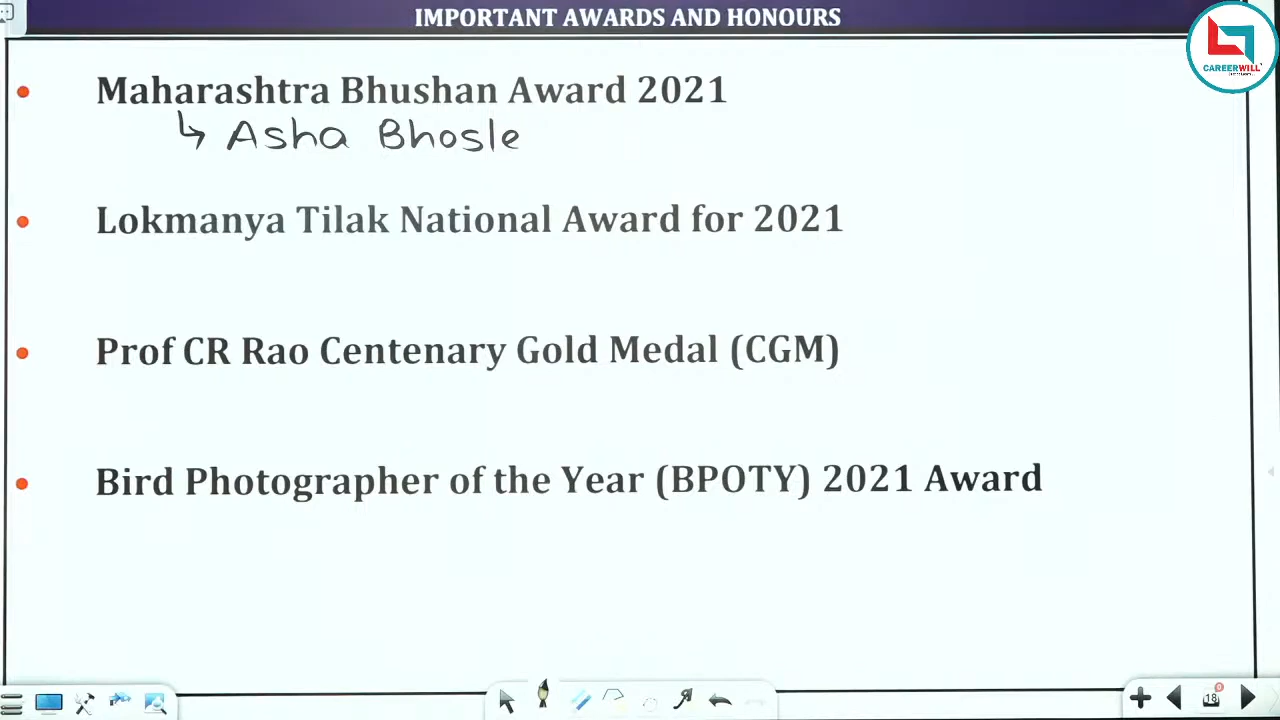 IMPORTANT AWARDS AND HONOURS
CAREERWILL
• Maharashtra Bhushan Award 2021
↳ Asha Bhosle
• Lokmanya Tilak National Award for 2021
• Prof CR Rao Centenary Gold Medal (CGM)
• Bird Photographer of the Year (BPOTY) 2021 Award
18